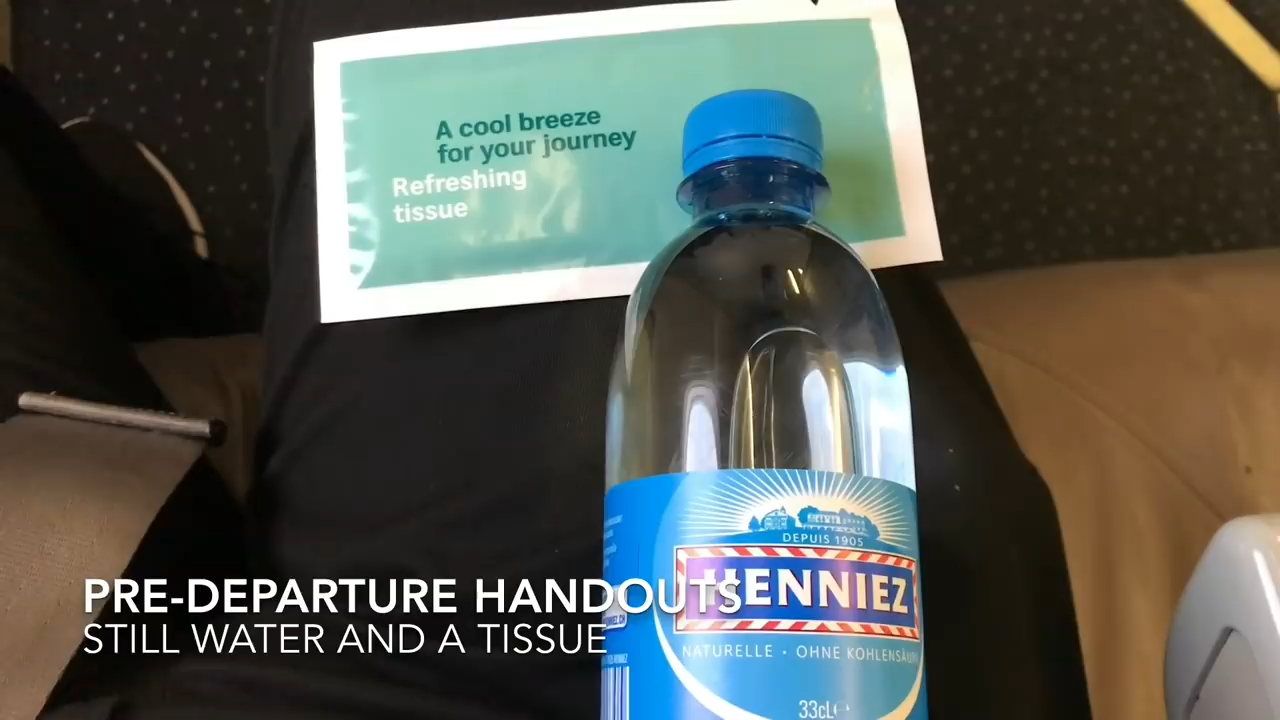 A cool breeze
for your journey
Refreshing
tissue
DEPUIS 1905
HENNIEZ
NATURELLE · OHNE KOHLENSÄURE
33cL
PRE-DEPARTURE HANDOUTS
STILL WATER AND A TISSUE